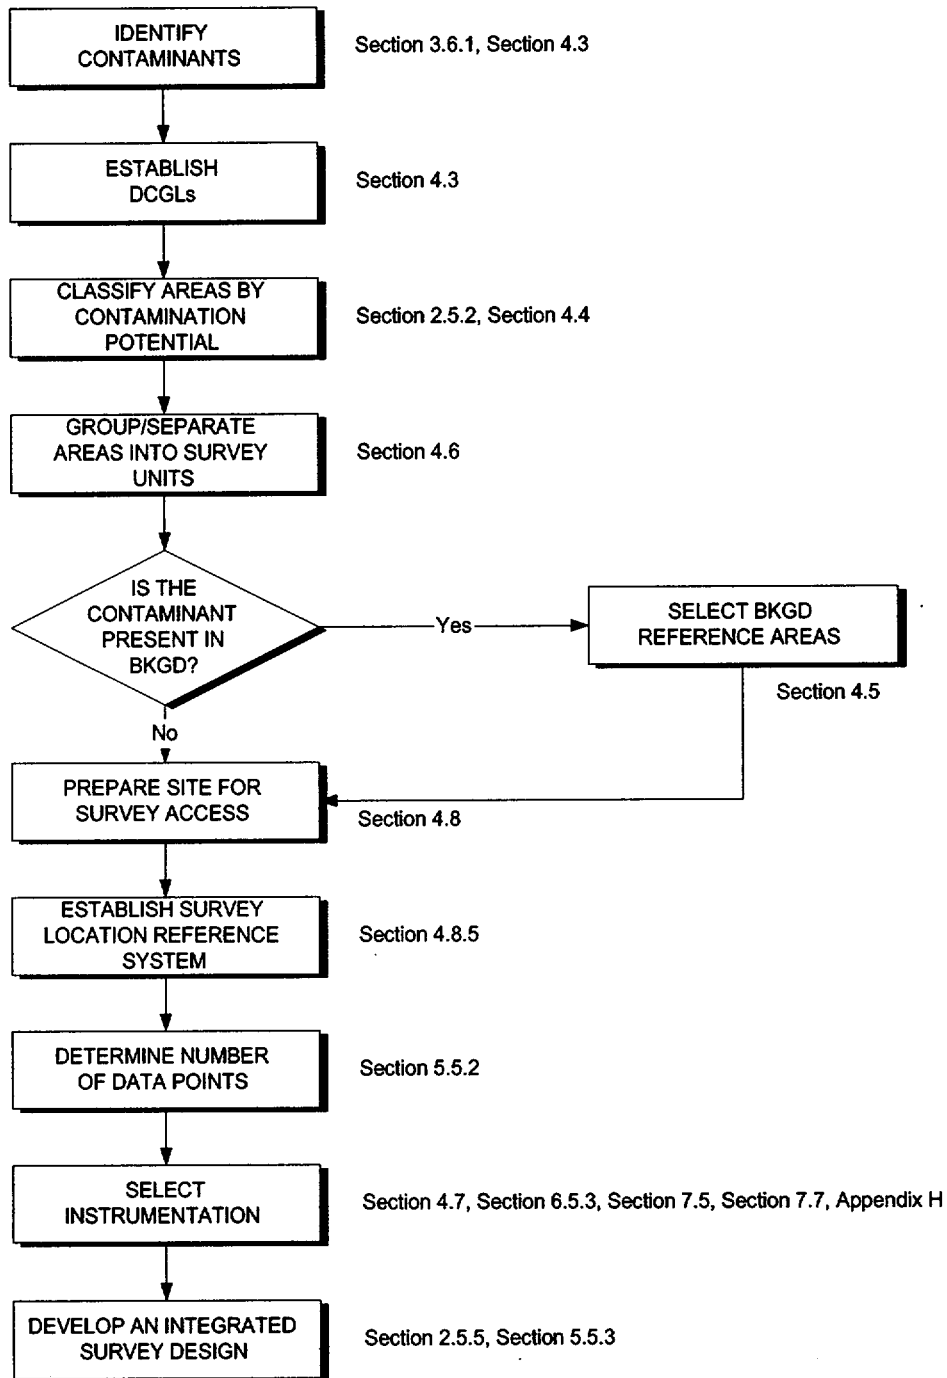 IDENTIFY
CONTAMINANTS
Section 3.6.1, Section 4.3
ESTABLISH
DCGLs
Section 4.3
CLASSIFY AREAS BY
CONTAMINATION
POTENTIAL
Section 2.5.2, Section 4.4
GROUP/SEPARATE
AREAS INTO SURVEY
UNITS
Section 4.6
IS THE
CONTAMINANT
PRESENT IN
BKGD?
Yes
SELECT BKGD
REFERENCE AREAS
Section 4.5
No
PREPARE SITE FOR
SURVEY ACCESS
Section 4.8
ESTABLISH SURVEY
LOCATION REFERENCE
SYSTEM
Section 4.8.5
DETERMINE NUMBER
OF DATA POINTS
Section 5.5.2
SELECT
INSTRUMENTATION
Section 4.7, Section 6.5.3, Section 7.5, Section 7.7, Appendix H
DEVELOP AN INTEGRATED
SURVEY DESIGN
Section 2.5.5, Section 5.5.3